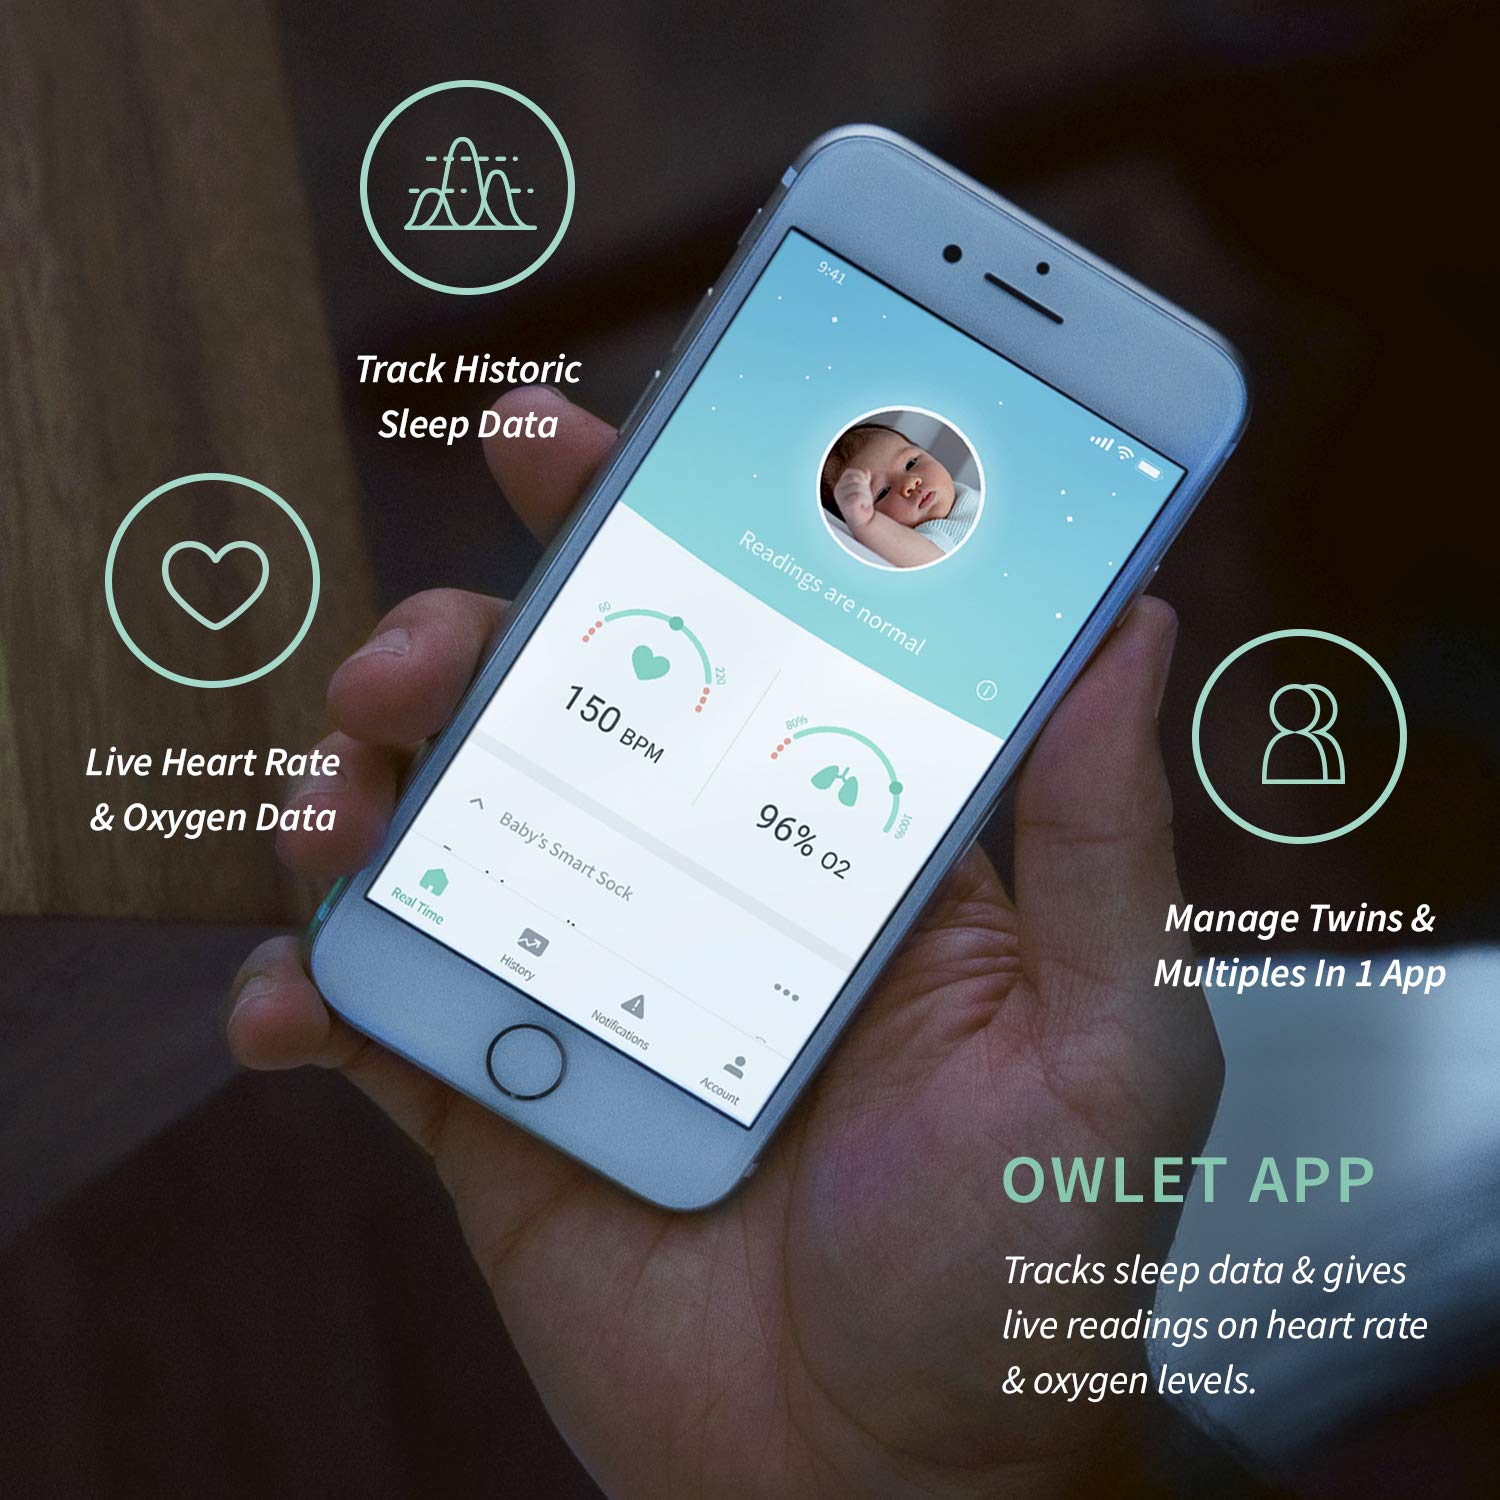 Track Historic
Sleep Data
Live Heart Rate
& Oxygen Data
9:41
Readings are normal
60
220
150 BPM
80%
100%
96% O2
Baby's Smart Sock
Real Time
History
Notifications
Account
Manage Twins &
Multiples In 1 App
OWLET APP
Tracks sleep data & gives
live readings on heart rate
& oxygen levels.